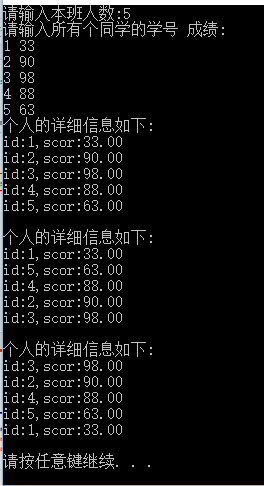 请输入本班人数:5
请输入所有个同学的学号 成绩:
1 33
2 90
3 98
4 88
5 63
个人的详细信息如下:
id:1,scor:33.00
id:2,scor:90.00
id:3,scor:98.00
id:4,scor:88.00
id:5,scor:63.00
个人的详细信息如下:
id:1,scor:33.00
id:5,scor:63.00
id:4,scor:88.00
id:2,scor:90.00
id:3,scor:98.00
个人的详细信息如下:
id:3,scor:98.00
id:2,scor:90.00
id:4,scor:88.00
id:5,scor:63.00
id:1,scor:33.00
请按任意键继续. . .